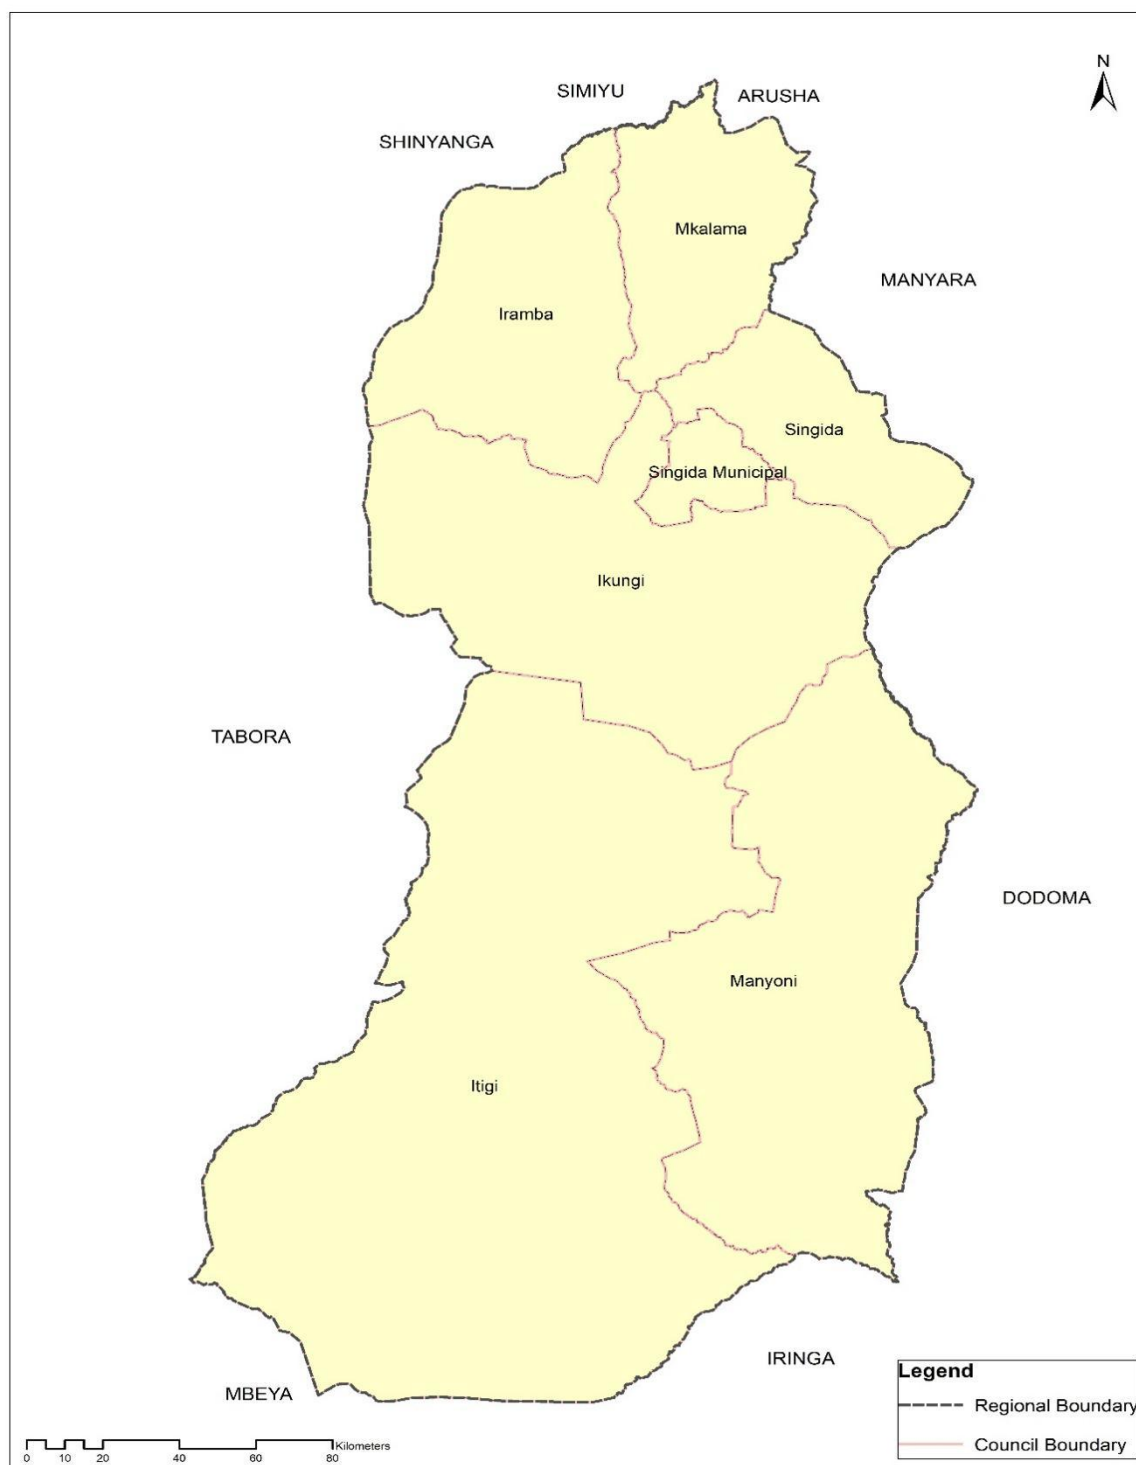 N
SIMIYU
ARUSHA
SHINYANGA
Mkalama
MANYARA
Iramba
Singida
Singida Municipal
Ikungi
TABORA
DODOMA
Manyoni
Itigi
IRINGA
MBEYA
Legend
Regional Boundary
Council Boundary
Kilometers
0 10 20 40 60 80